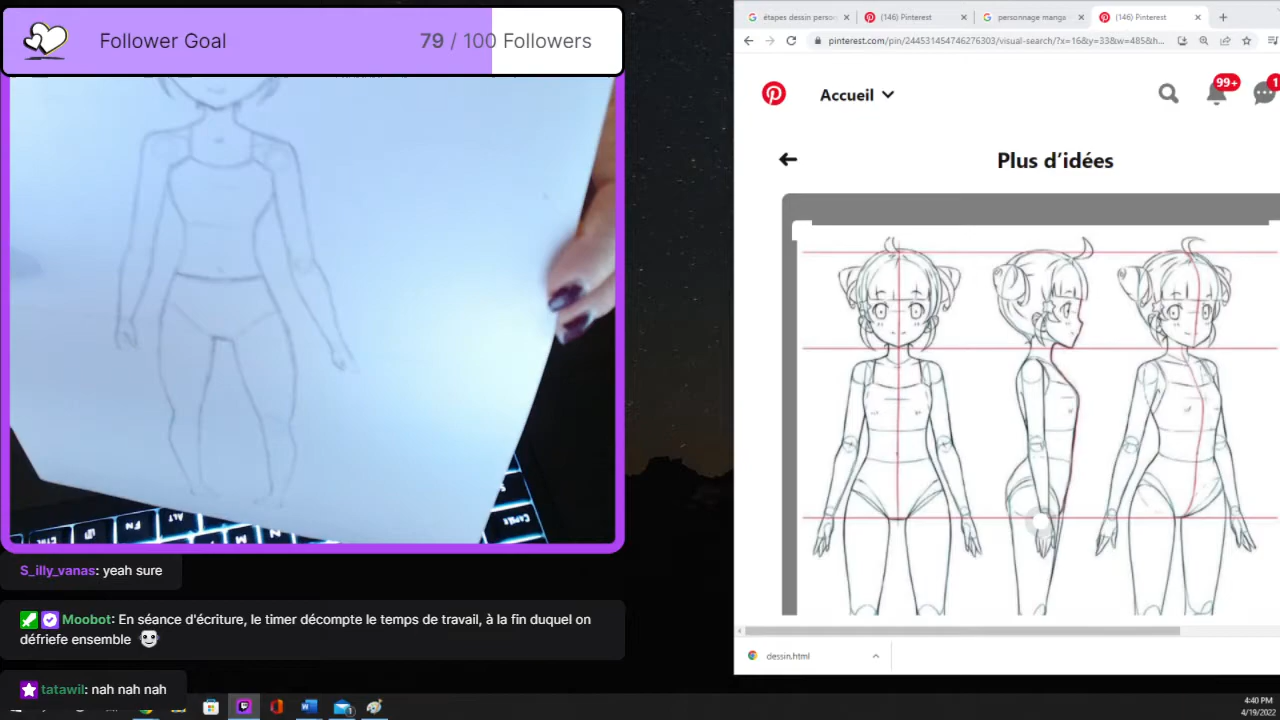 Follower Goal
79 / 100 Followers
S_illy_vanas: yeah sure
Moobot: En séance d'écriture, le timer décompte le temps de travail, à la fin duquel on
défriefe ensemble
tatawil: nah nah nah
étapes dessin perso
(146) Pinterest
personnage manga
(146) Pinterest
pinterest.com/pin/244531454746276303/visual-search/?x=16&y=33&w=485&h...
Accueil
99+
1
Plus d'idées
dessin.html
4:40 PM
4/19/2022
FN
ALT